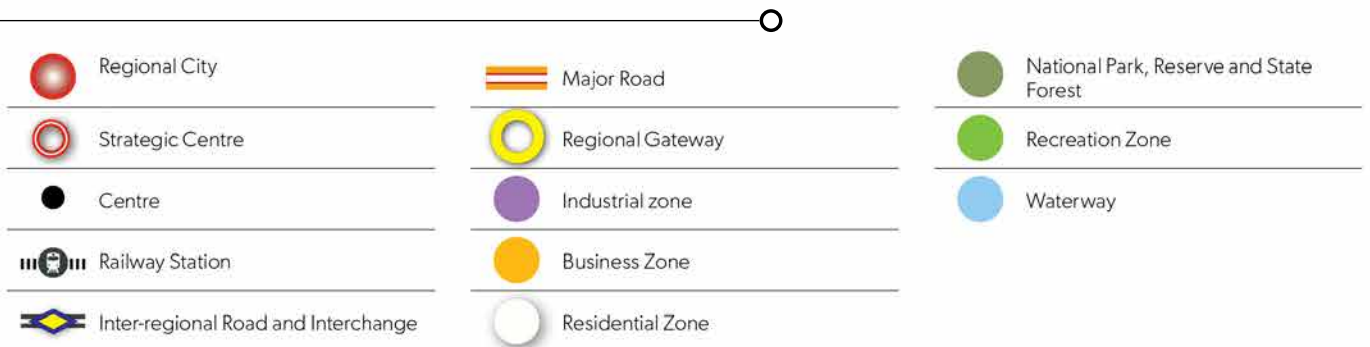 Regional City
Strategic Centre
Centre
Railway Station
Inter-regional Road and Interchange
Major Road
Regional Gateway
Industrial zone
Business Zone
Residential Zone
National Park, Reserve and State
Forest
Recreation Zone
Waterway